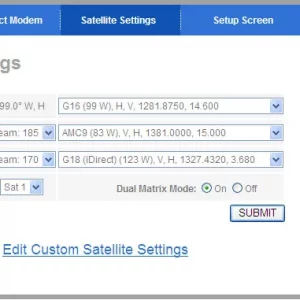 ct Modem Satellite Settings Setup Screen
gs
99.0° W, H G16 (99 W), H, V, 1281.8750, 14.600
eam: 185 AMC9 (83 W), V, H, 1381.0000, 15.000
eam: 170 G18 (iDirect) (123 W), V, H, 1327.4320, 3.680
Sat 1 Dual Matrix Mode: On Off
SUBMIT
Edit Custom Satellite Settings